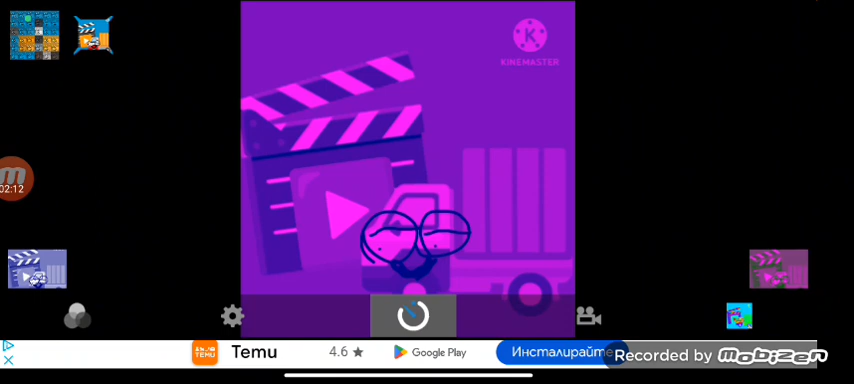 K
KINEMASTER
02:12
TEMU
Temu
4.6 ★
Google Play
Инсталирайте
Recorded by mobizen